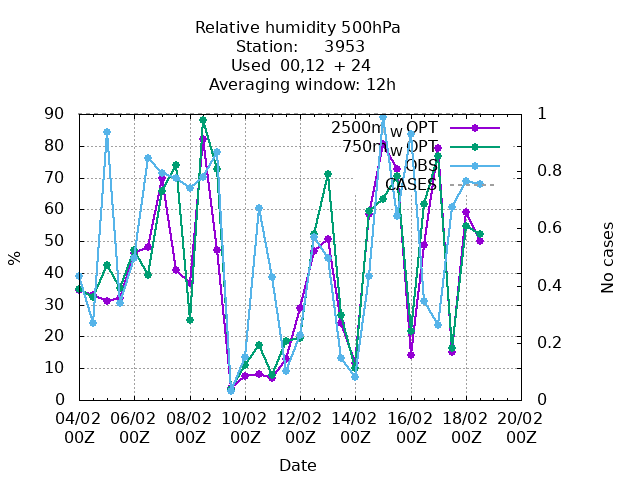 Relative humidity 500hPa
Station: 3953
Used 00,12 + 24
Averaging window: 12h
2500m_w_OPT
750m_w_OPT
OBS
CASES
%
No cases
90
80
70
60
50
40
30
20
10
0
1
0.8
0.6
0.4
0.2
0
04/02 06/02 08/02 10/02 12/02 14/02 16/02 18/02 20/02
00Z 00Z 00Z 00Z 00Z 00Z 00Z 00Z 00Z
Date